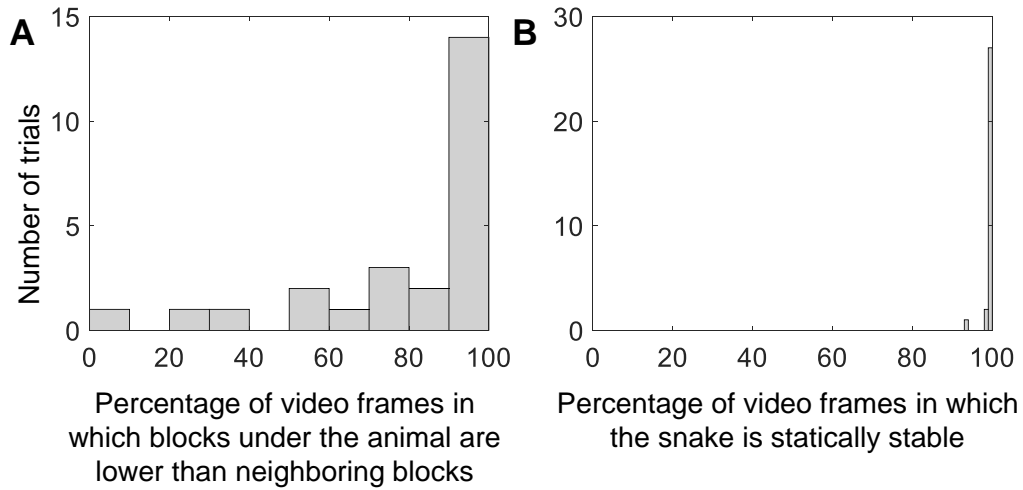 A
B
Number of trials
15
10
5
0
0 20 40 60 80 100
Percentage of video frames in
which blocks under the animal are
lower than neighboring blocks
30
20
10
0
0 20 40 60 80 100
Percentage of video frames in which
the snake is statically stable